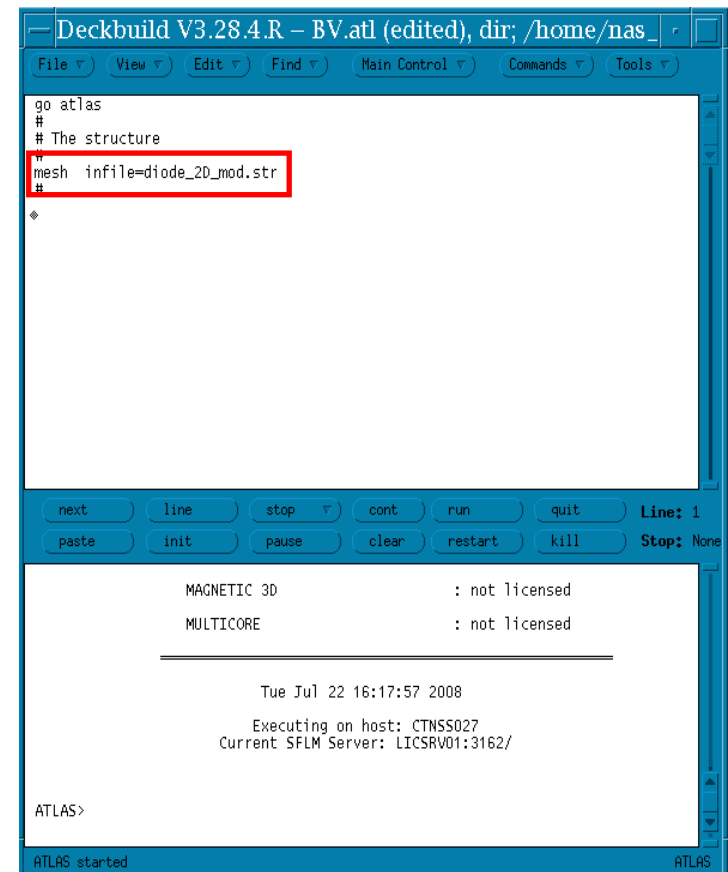 Deckbuild V3.28.4.R – BV.atl (edited), dir; /home/nas_
File View Edit Find Main Control Commands Tools
go atlas
#
# The structure
#
mesh  infile=diode_2D_mod.str
#
next line stop cont run quit Line: 1
paste init pause clear restart kill Stop: None
MAGNETIC 3D : not licensed
MULTICORE : not licensed
Tue Jul 22 16:17:57 2008
Executing on host: CTNSS027
Current SFLM Server: LICSRV01:3162/
ATLAS>
ATLAS started ATLAS